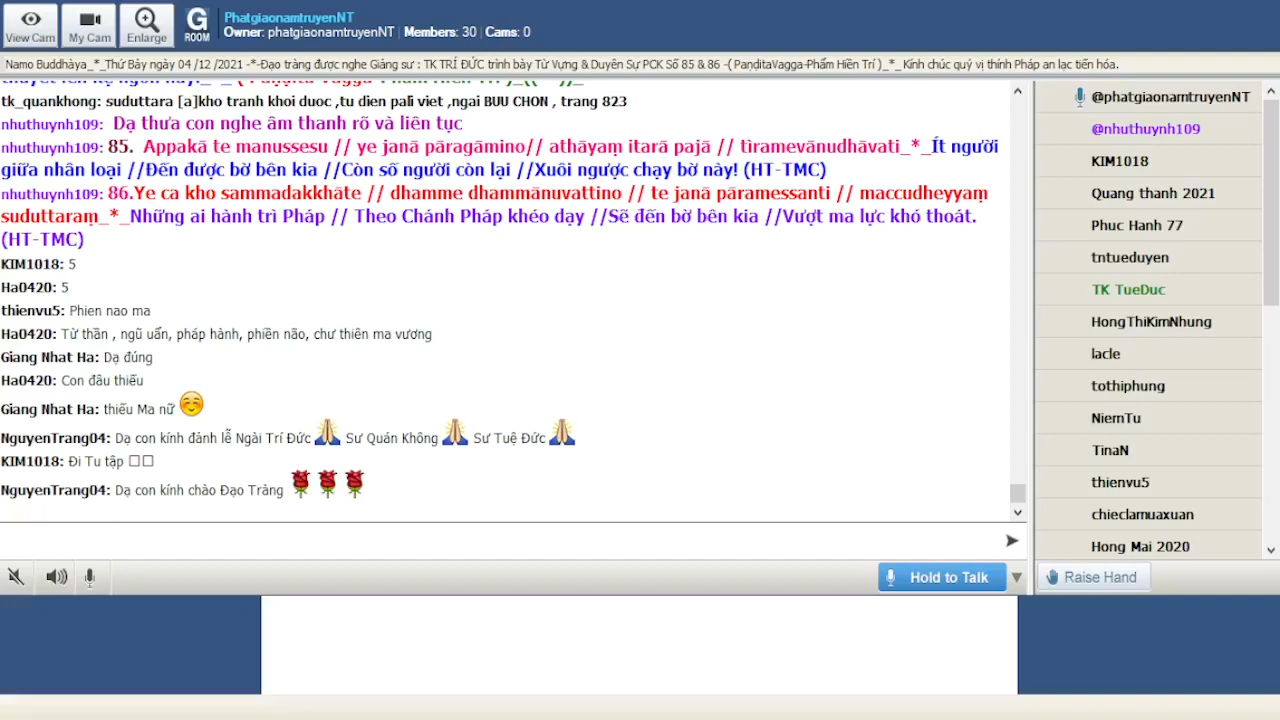 View Cam
My Cam
Enlarge
G ROOM
PhatgiaonamtruyenNT
Owner: phatgiaonamtruyenNT | Members: 30 | Cams: 0
Namo Buddhàya_*_Thứ Bảy ngày 04 /12 /2021 -*-Đạo tràng được nghe Giảng sư : TK TRÍ ĐỨC trình bày Từ Vựng & Duyên Sự PCK Số 85 & 86 -( PaṇḍitaVagga-Phẩm Hiền Trí )_*_ Kính chúc quý vị thính Pháp an lạc tiến hóa.
tk_quankhong: suduttara [a]kho tranh khoi duoc ,tu dien pali viet ,ngai BUU CHON , trang 823
nhuthuynh109: Dạ thưa con nghe âm thanh rõ và liên tục
nhuthuynh109: 85. Appakā te manussesu // ye janā pāragāmino// athāyaṃ itarā pajā // tīramevānudhāvati_*_Ít người
giữa nhân loại //Đến được bờ bên kia //Còn số người còn lại //Xuôi ngược chạy bờ này! (HT-TMC)
nhuthuynh109: 86.Ye ca kho sammadakkhāte // dhamme dhammānuvattino // te janā pāramessanti // maccudheyyaṃ
suduttaraṃ_*_Những ai hành trì Pháp // Theo Chánh Pháp khéo dạy //Sẽ đến bờ bên kia //Vượt ma lực khó thoát.
(HT-TMC)
KIM1018: 5
Ha0420: 5
thienvu5: Phien nao ma
Ha0420: Tử thần , ngũ uẩn, pháp hành, phiền não, chư thiên ma vương
Giang Nhat Ha: Dạ đúng
Ha0420: Con đâu thiếu
Giang Nhat Ha: thiếu Ma nữ
NguyenTrang04: Dạ con kính đảnh lễ Ngài Trí Đức Sư Quán Không Sư Tuệ Đức
KIM1018: Đi Tu tập
NguyenTrang04: Dạ con kính chào Đạo Tràng
Hold to Talk
@phatgiaonamtruyenNT
@nhuthuynh109
KIM1018
Quang thanh 2021
Phuc Hanh 77
tntueduyen
TK TueDuc
HongThiKimNhung
lacle
tothiphung
NiemTu
TinaN
thienvu5
chieclamuaxuan
Hong Mai 2020
Raise Hand